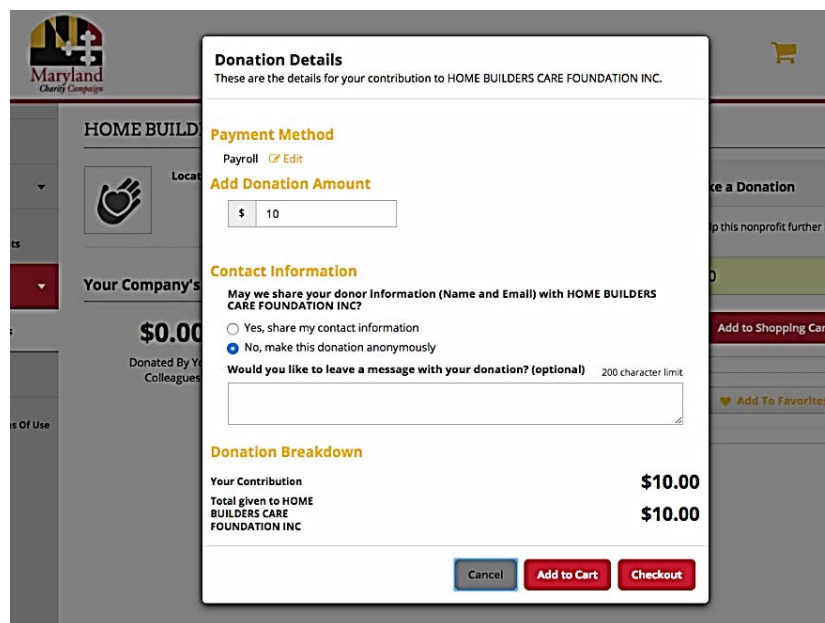 Maryland
Charity Campaign
Donation Details
These are the details for your contribution to HOME BUILDERS CARE FOUNDATION INC.
HOME BUILD
Payment Method
Payroll Edit
Locat
Add Donation Amount
ke a Donation
$ 10
lp this nonprofit further
ts
Contact Information
Your Company's
May we share your donor information (Name and Email) with HOME BUILDERS
CARE FOUNDATION INC?
Yes, share my contact information
$0.00
Add to Shopping Car
No, make this donation anonymously
Donated By Yo
Colleagues
Would you like to leave a message with your donation? (optional) 200 character limit
Add To Favorites
s Of Use
Donation Breakdown
Your Contribution $10.00
Total given to HOME
BUILDERS CARE
FOUNDATION INC
$10.00
Cancel Add to Cart Checkout